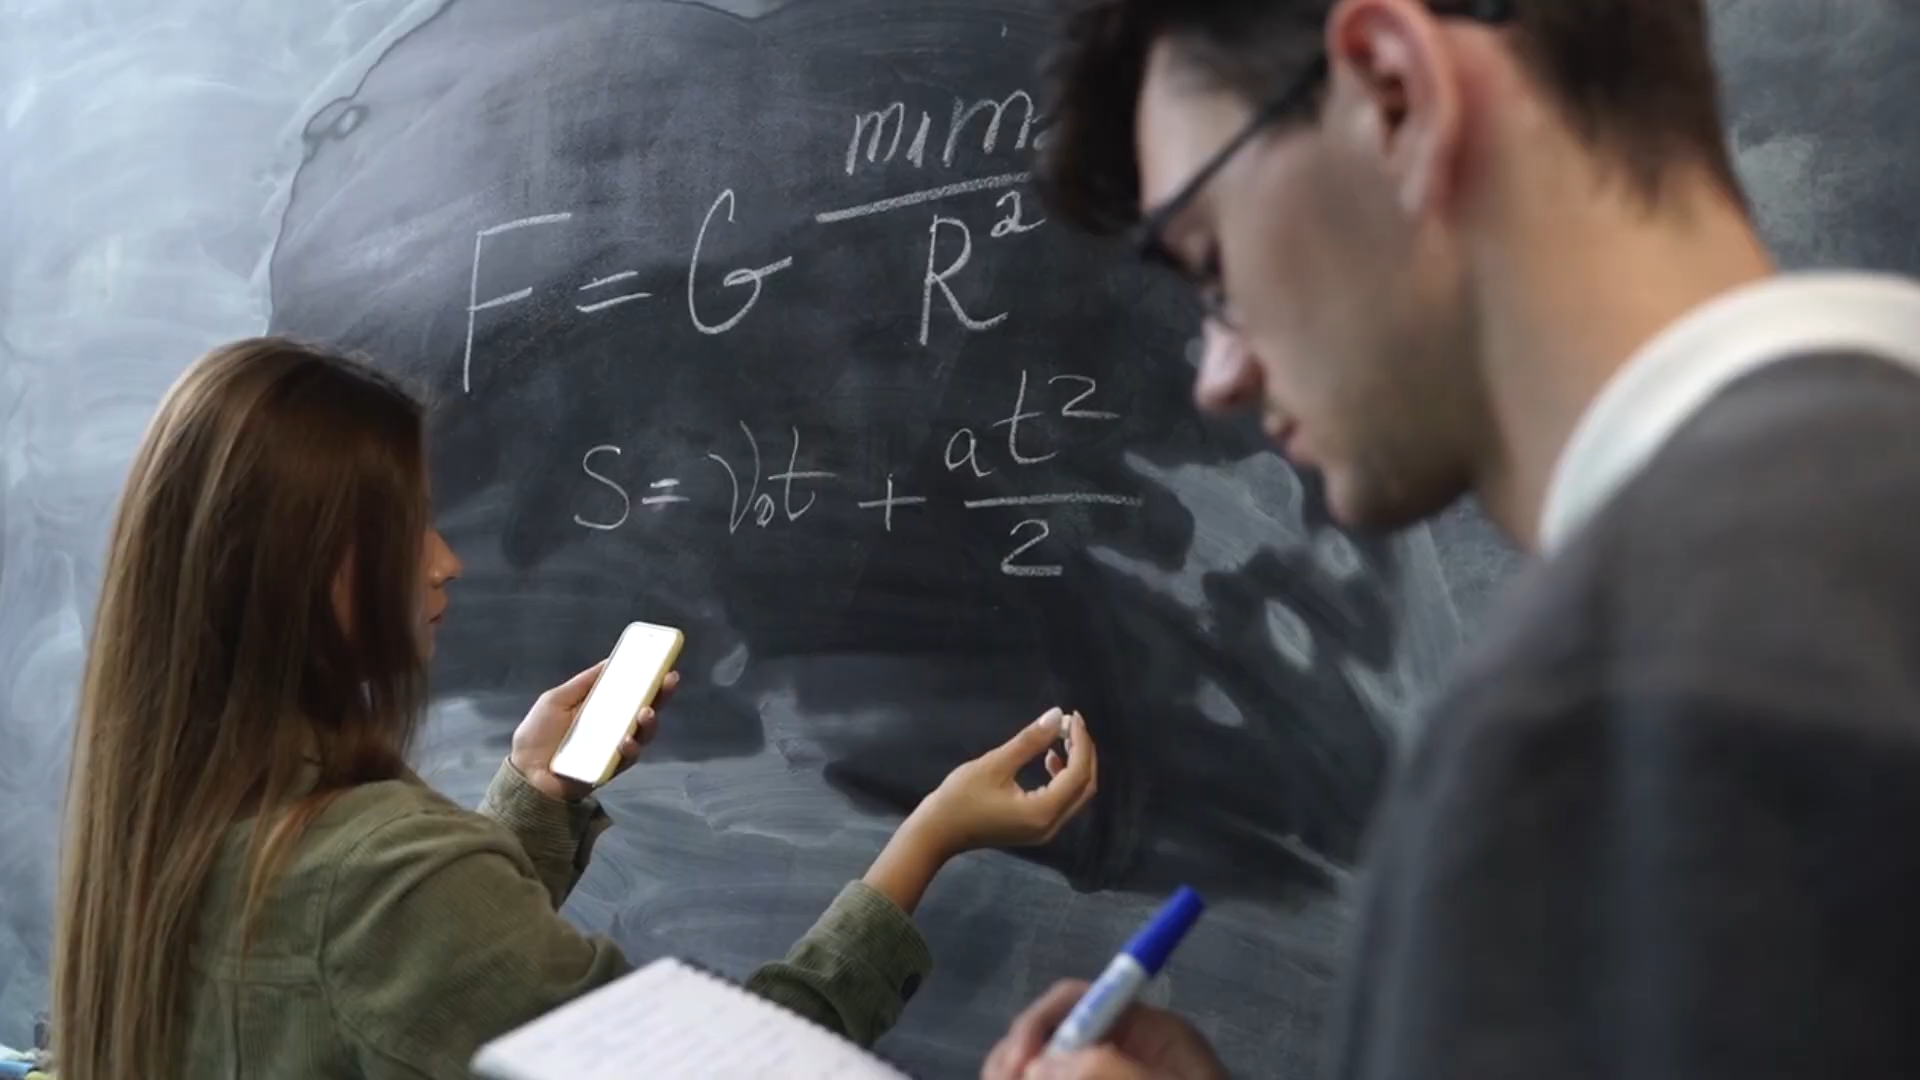 F = G m₁m₂/R²
S = V₀t + at²/2